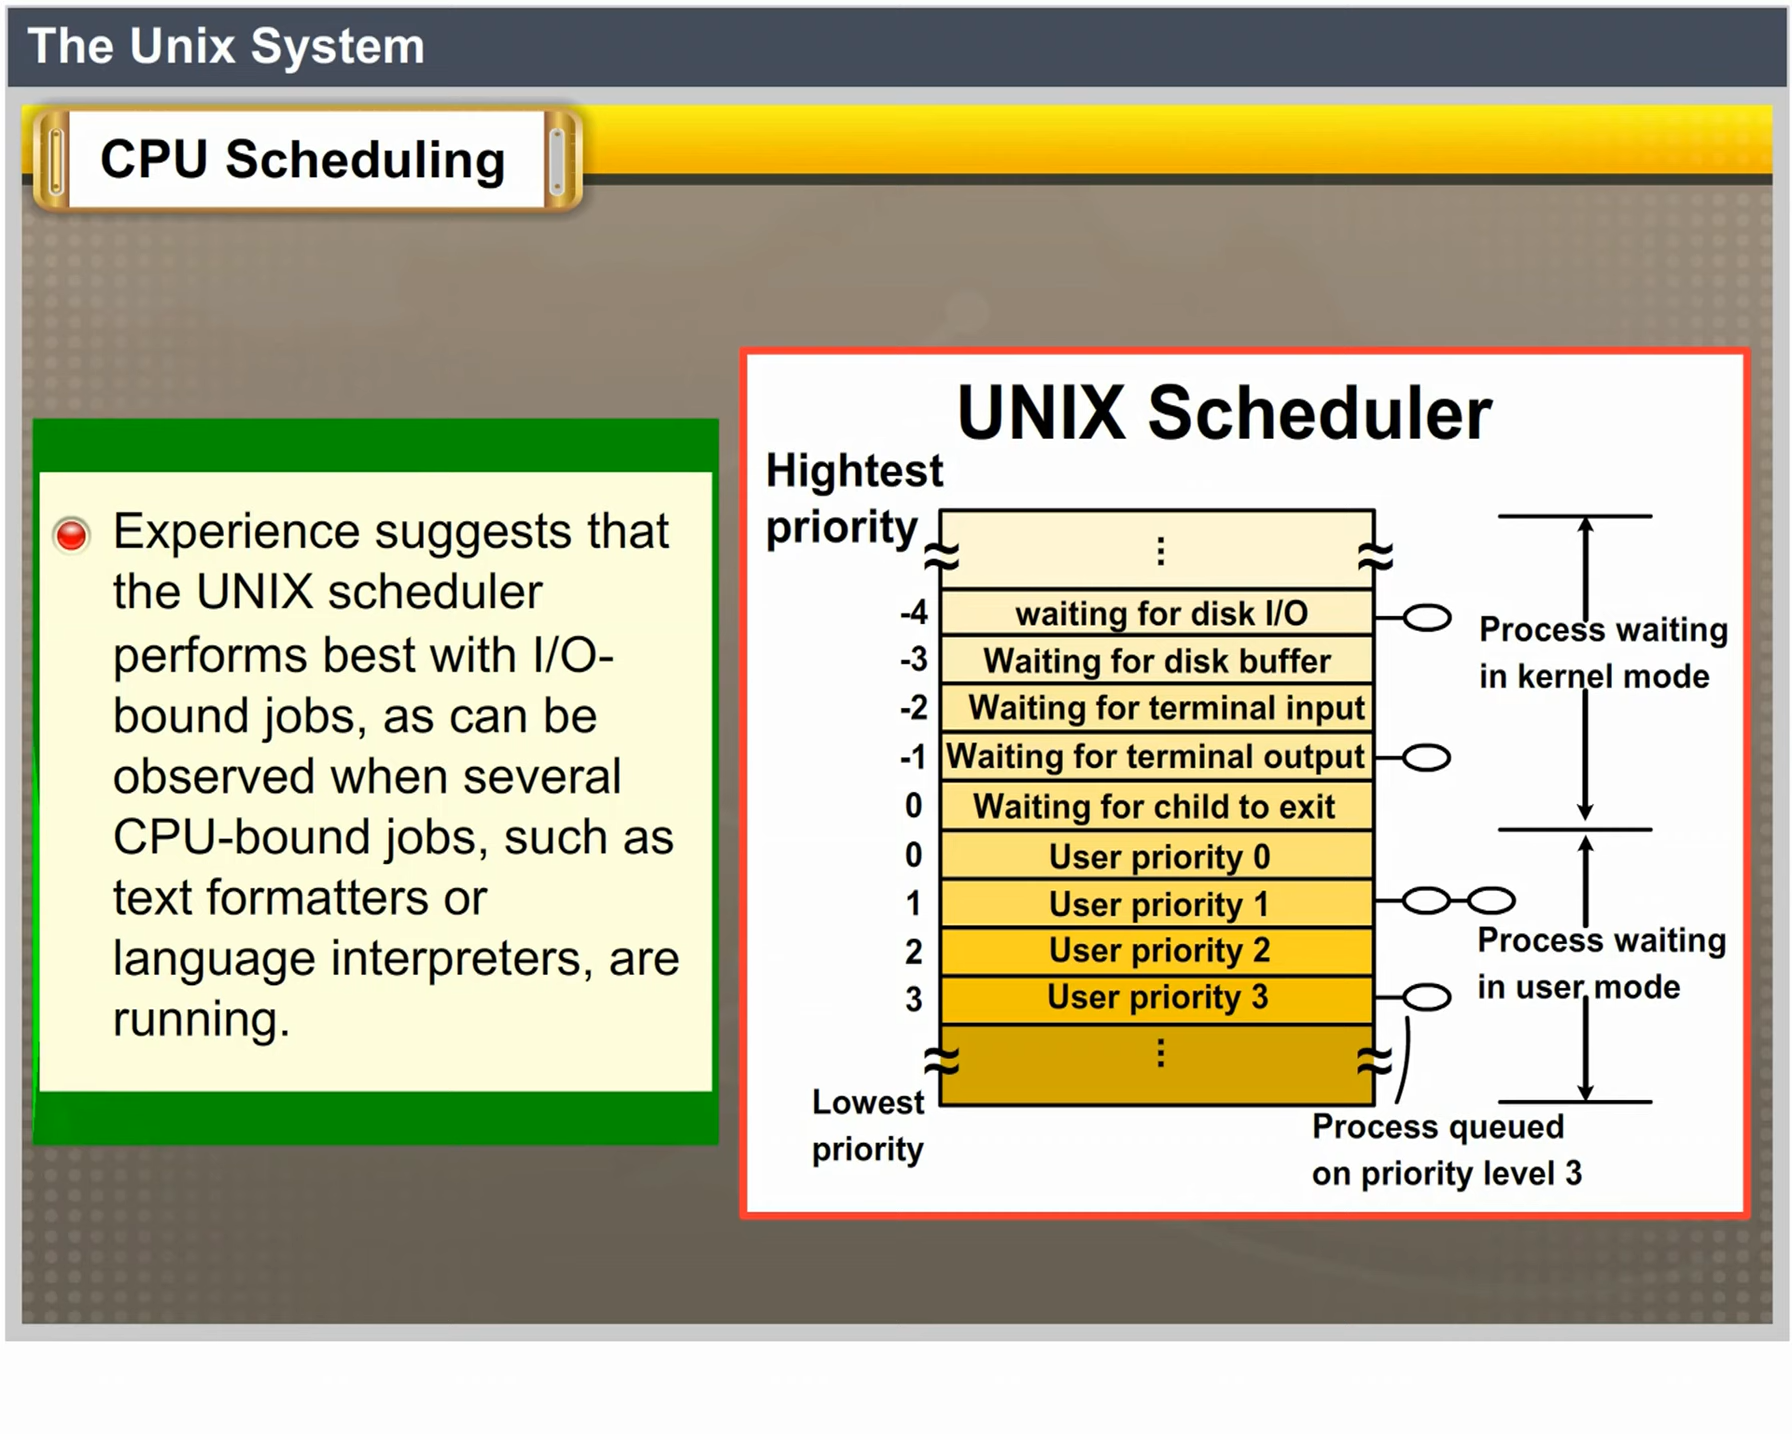 The Unix System
CPU Scheduling
Experience suggests that
the UNIX scheduler
performs best with I/O-
bound jobs, as can be
observed when several
CPU-bound jobs, such as
text formatters or
language interpreters, are
running.
UNIX Scheduler
Hightest
priority
⋮
-4 waiting for disk I/O
-3 Waiting for disk buffer
-2 Waiting for terminal input
-1 Waiting for terminal output
0 Waiting for child to exit
0 User priority 0
1 User priority 1
2 User priority 2
3 User priority 3
⋮
Lowest
priority
Process waiting
in kernel mode
Process waiting
in user mode
Process queued
on priority level 3